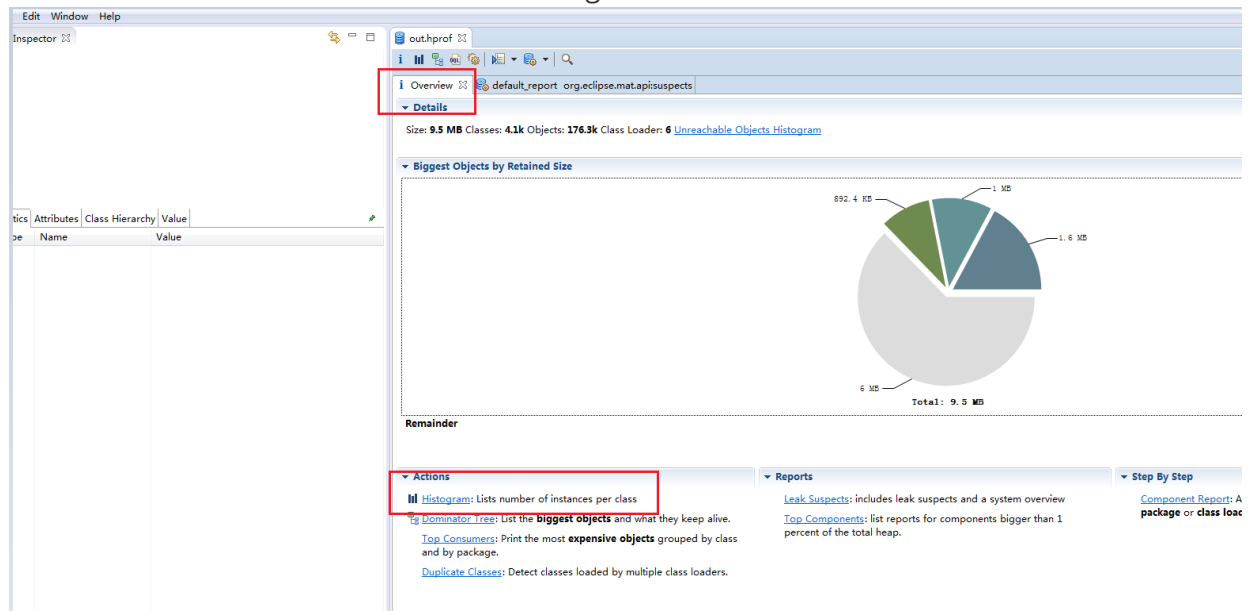 Edit Window Help
Inspector
out.hprof
i Overview default_report org.eclipse.mat.api:suspects
Details
Size: 9.5 MB Classes: 4.1k Objects: 176.3k Class Loader: 6 Unreachable Objects Histogram
Biggest Objects by Retained Size
892.4 KB
1 MB
1.6 MB
6 MB
Total: 9.5 MB
Remainder
tics Attributes Class Hierarchy Value
pe Name Value
Actions
Histogram: Lists number of instances per class
Dominator Tree: List the biggest objects and what they keep alive.
Top Consumers: Print the most expensive objects grouped by class
and by package.
Duplicate Classes: Detect classes loaded by multiple class loaders.
Reports
Leak Suspects: includes leak suspects and a system overview
Top Components: list reports for components bigger than 1
percent of the total heap.
Step By Step
Component Report: A
package or class load